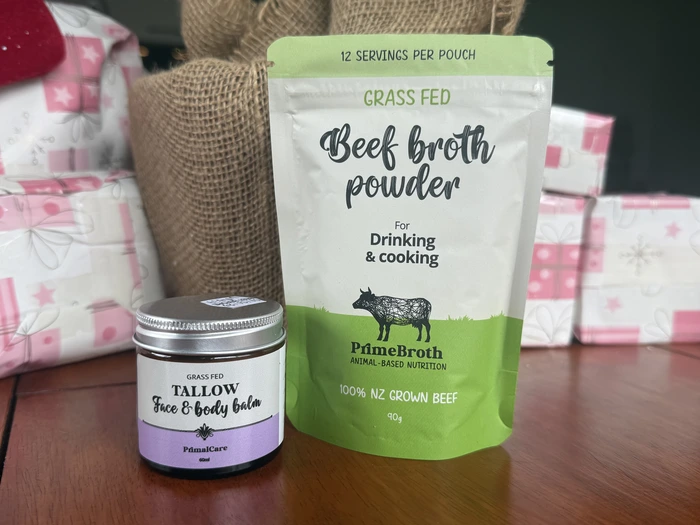 12 SERVINGS PER POUCH
GRASS FED
Beef broth
powder
For
Drinking
& cooking
PrimeBroth
ANIMAL-BASED NUTRITION
100% NZ GROWN BEEF
90g
GRASS FED
TALLOW
Face & body balm
PrimalCare
60ml